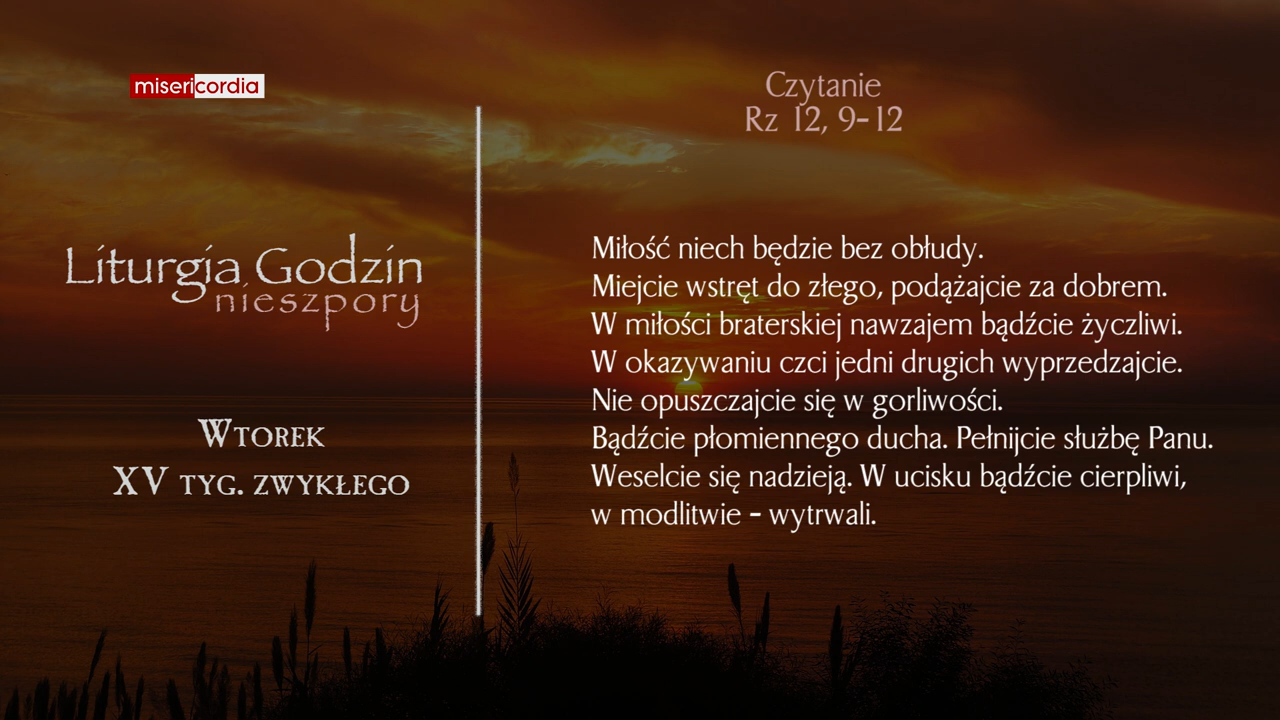 misericordia
Liturgia Godzin
nieszpory
Wtorek
XV tyg. zwykłego
Czytanie
Rz 12, 9-12
Miłość niech będzie bez obłudy.
Miejcie wstręt do złego, podążajcie za dobrem.
W miłości braterskiej nawzajem bądźcie życzliwi.
W okazywaniu czci jedni drugich wyprzedzajcie.
Nie opuszczajcie się w gorliwości.
Bądźcie płomiennego ducha. Pełnijcie służbę Panu.
Weselcie się nadzieją. W ucisku bądźcie cierpliwi,
w modlitwie - wytrwali.